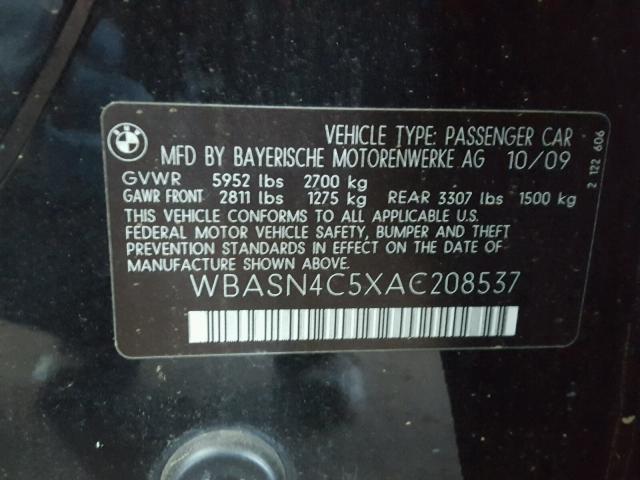 BMW
VEHICLE TYPE: PASSENGER CAR
MFD BY BAYERISCHE MOTORENWERKE AG 10/09
GVWR 5952 lbs 2700 kg
GAWR FRONT 2811 lbs 1275 kg REAR 3307 lbs 1500 kg
THIS VEHICLE CONFORMS TO ALL APPLICABLE U.S.
FEDERAL MOTOR VEHICLE SAFETY, BUMPER AND THEFT
PREVENTION STANDARDS IN EFFECT ON THE DATE OF
MANUFACTURE SHOWN ABOVE.
WBASN4C5XAC208537
2 122 606